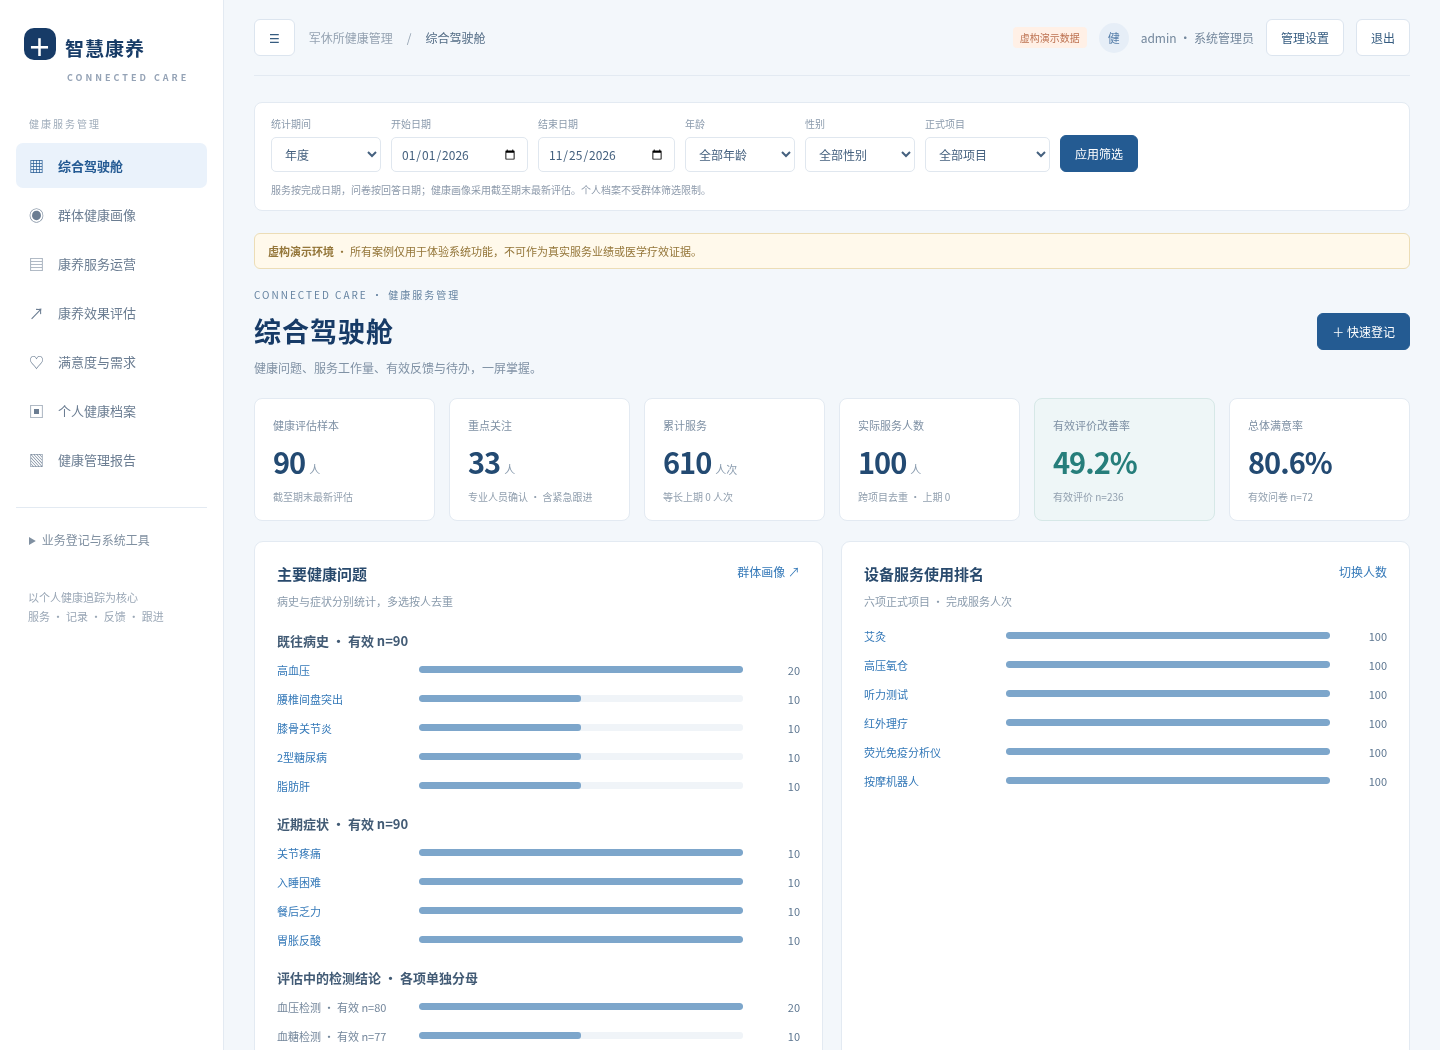 智慧康养
CONNECTED CARE
健康服务管理
综合驾驶舱
群体健康画像
康养服务运营
康养效果评估
满意度与需求
个人健康档案
健康管理报告
业务登记与系统工具
以个人健康追踪为核心
服务 · 记录 · 反馈 · 跟进
军休所健康管理 / 综合驾驶舱
虚构演示数据
健
admin · 系统管理员
管理设置
退出
统计期间 开始日期 结束日期 年龄 性别 正式项目
年度 01/01/2026 11/25/2026 全部年龄 全部性别 全部项目 应用筛选
服务按完成日期，问卷按回答日期；健康画像采用截至期末最新评估。个人档案不受群体筛选限制。
虚构演示环境 · 所有案例仅用于体验系统功能，不可作为真实服务业绩或医学疗效证据。
CONNECTED CARE · 健康服务管理
综合驾驶舱
＋ 快速登记
健康问题、服务工作量、有效反馈与待办，一屏掌握。
健康评估样本
90 人
截至期末最新评估
重点关注
33 人
专业人员确认 · 含紧急跟进
累计服务
610 人次
等长上期 0 人次
实际服务人数
100 人
跨项目去重 · 上期 0
有效评价改善率
49.2%
有效评价 n=236
总体满意率
80.6%
有效问卷 n=72
主要健康问题
群体画像 ↗
病史与症状分别统计，多选按人去重
既往病史 · 有效 n=90
高血压 20
腰椎间盘突出 10
膝骨关节炎 10
2型糖尿病 10
脂肪肝 10
近期症状 · 有效 n=90
关节疼痛 10
入睡困难 10
餐后乏力 10
胃胀反酸 10
评估中的检测结论 · 各项单独分母
血压检测 · 有效 n=80 20
血糖检测 · 有效 n=77 10
设备服务使用排名
切换人数
六项正式项目 · 完成服务人次
艾灸 100
高压氧仓 100
听力测试 100
红外理疗 100
荧光免疫分析仪 100
按摩机器人 100